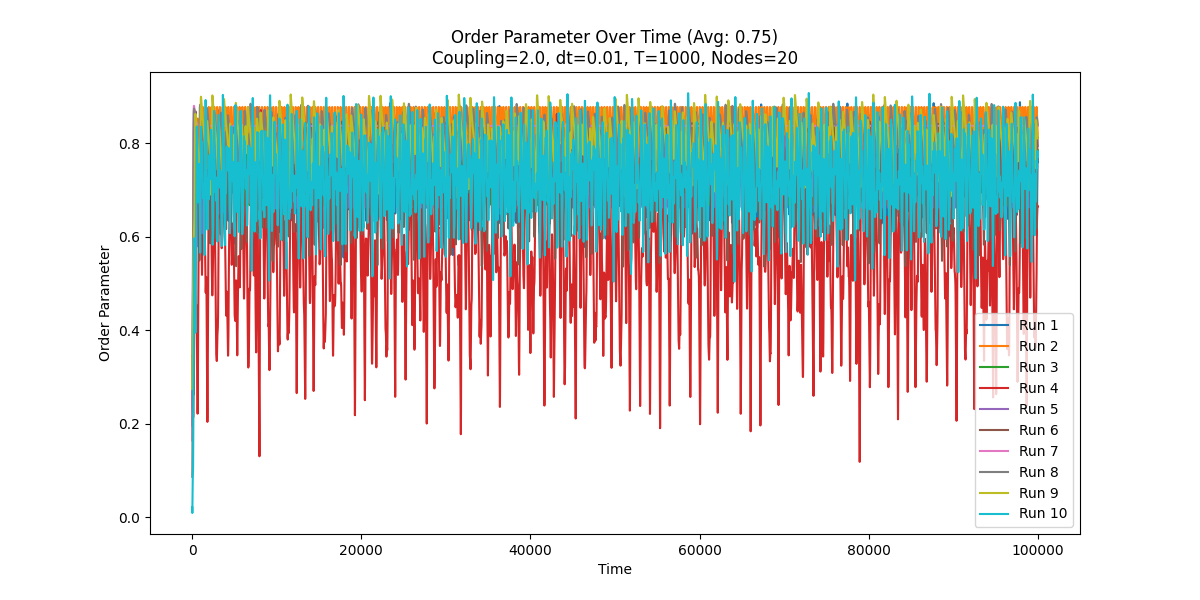 Order Parameter Over Time (Avg: 0.75)
Coupling=2.0, dt=0.01, T=1000, Nodes=20
Order Parameter
0.8
0.6
0.4
0.2
0.0
0
20000
40000
60000
80000
100000
Time
Run 1
Run 2
Run 3
Run 4
Run 5
Run 6
Run 7
Run 8
Run 9
Run 10